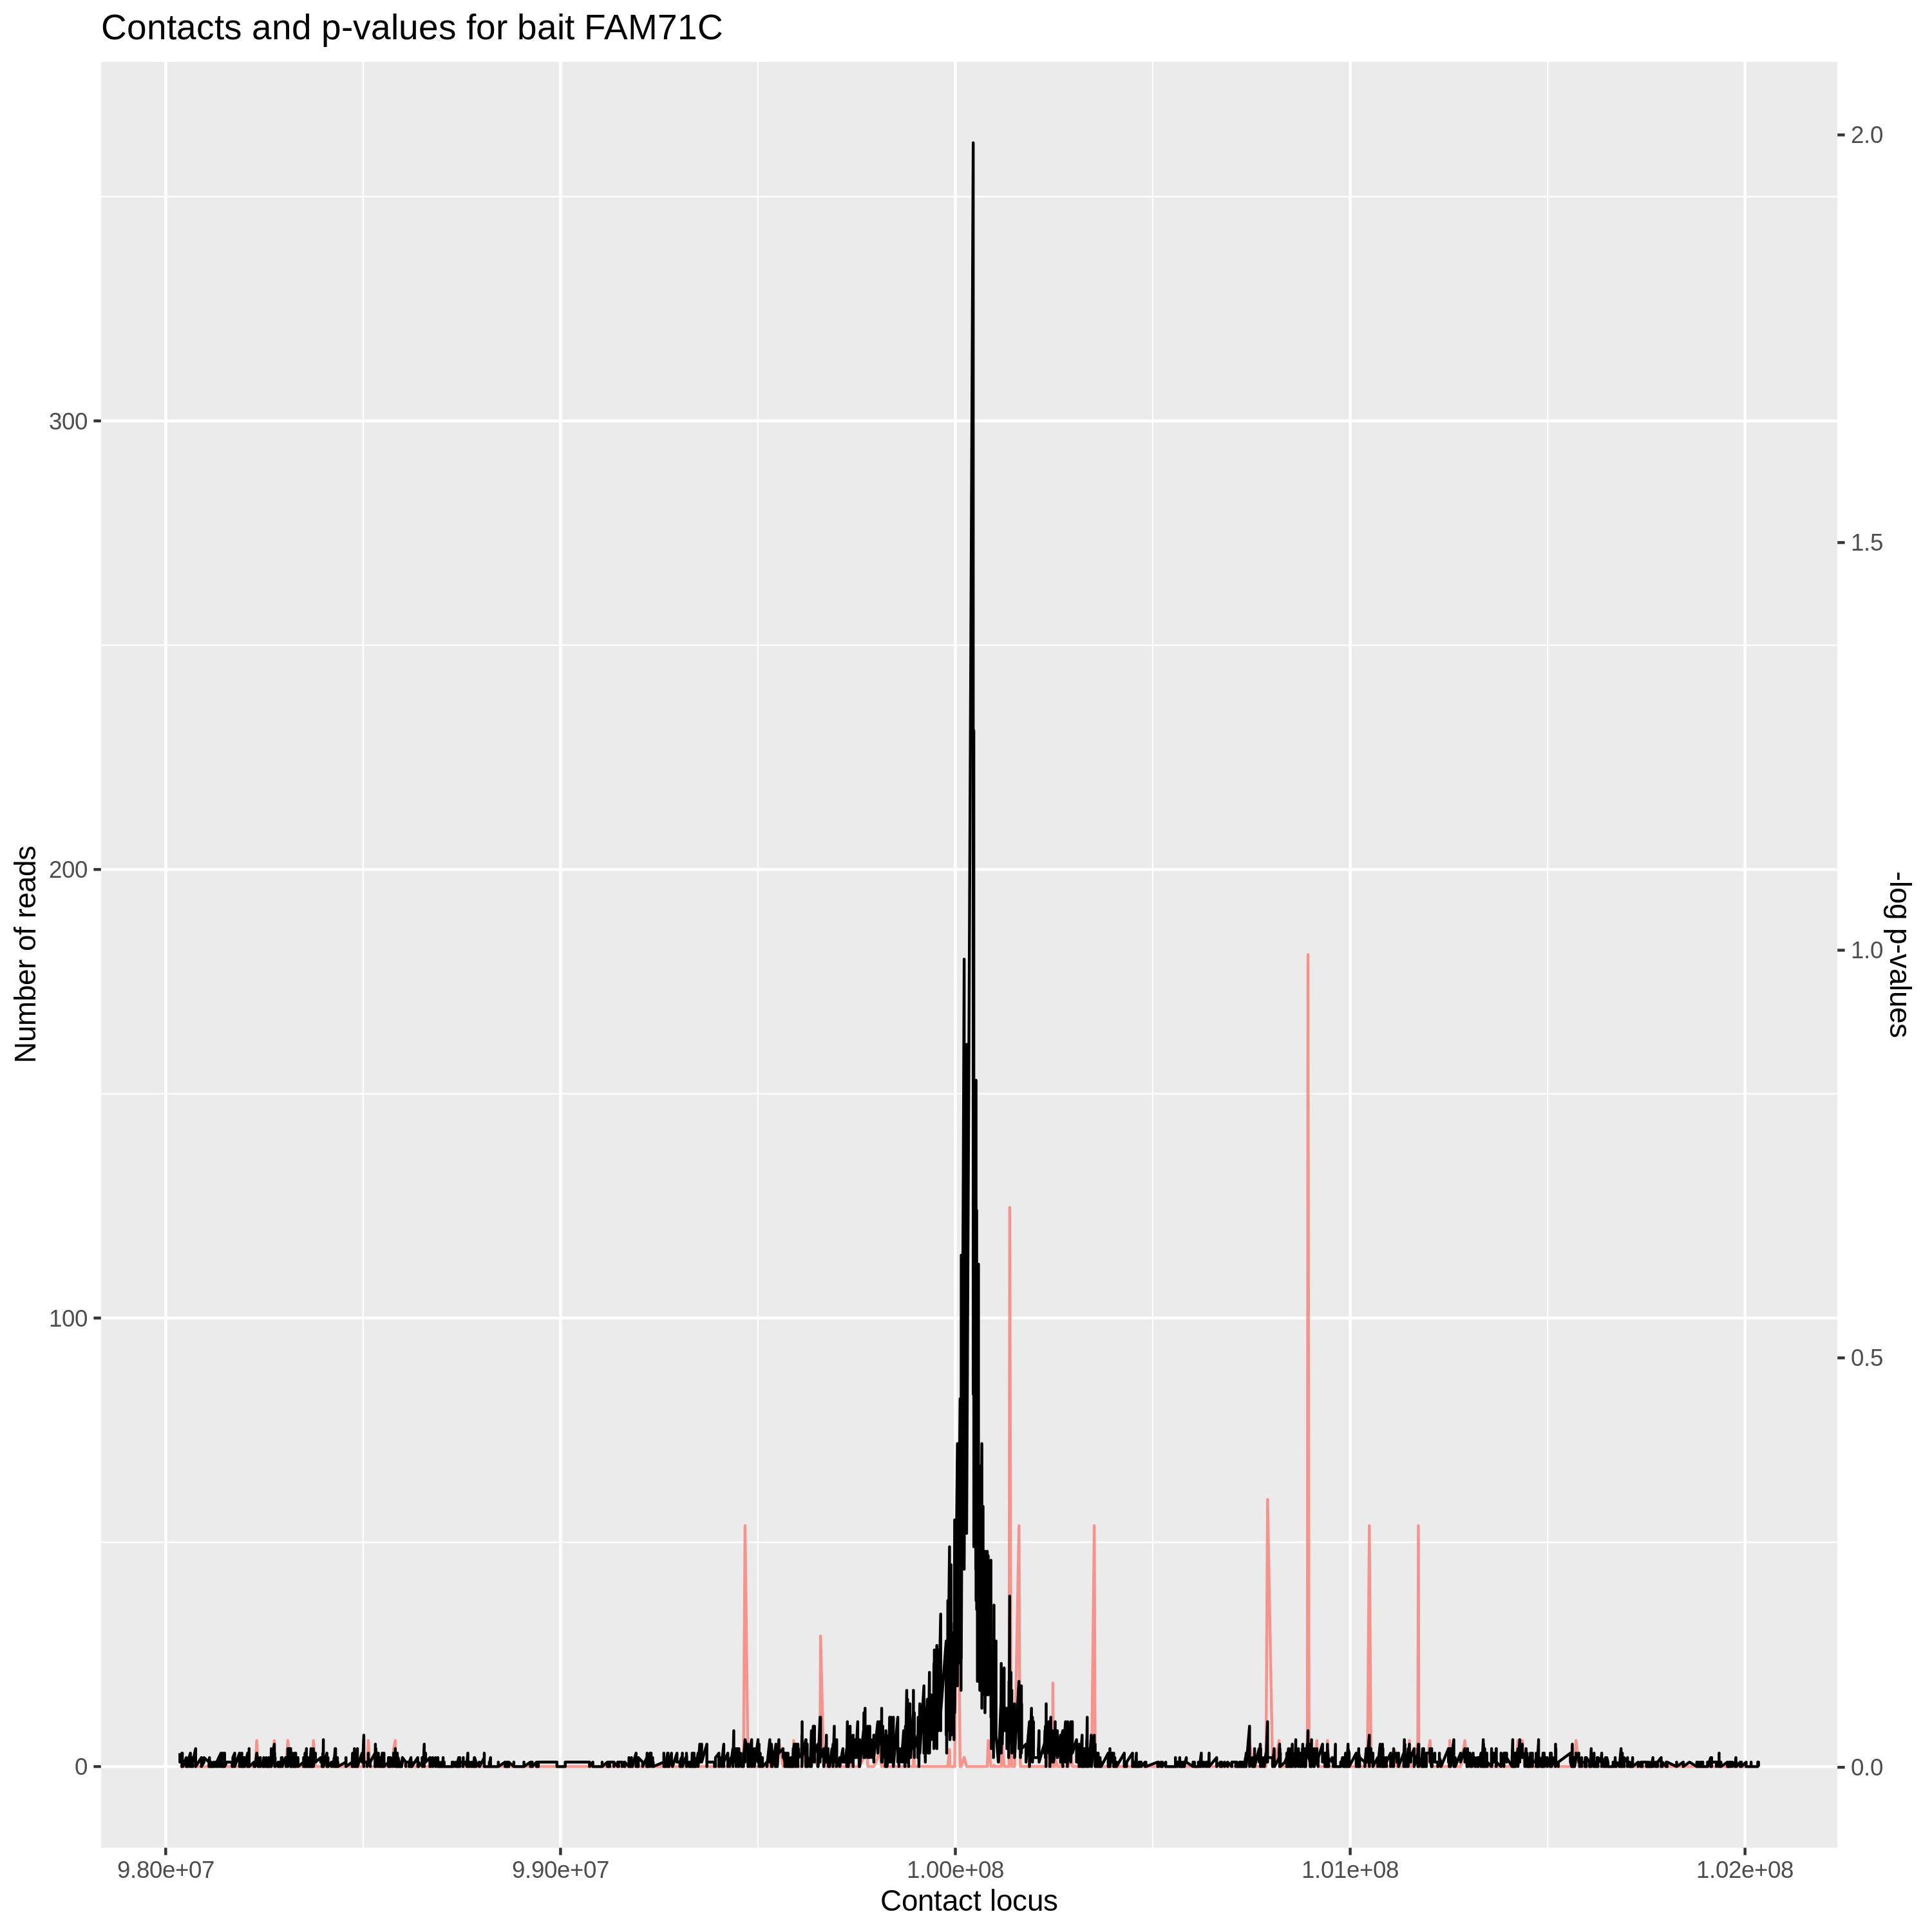 Contacts and p-values for bait FAM71C
Number of reads
300
200
100
0
2.0
1.5
1.0
0.5
0.0
-log p-values
9.80e+07
9.90e+07
1.00e+08
1.01e+08
1.02e+08
Contact locus